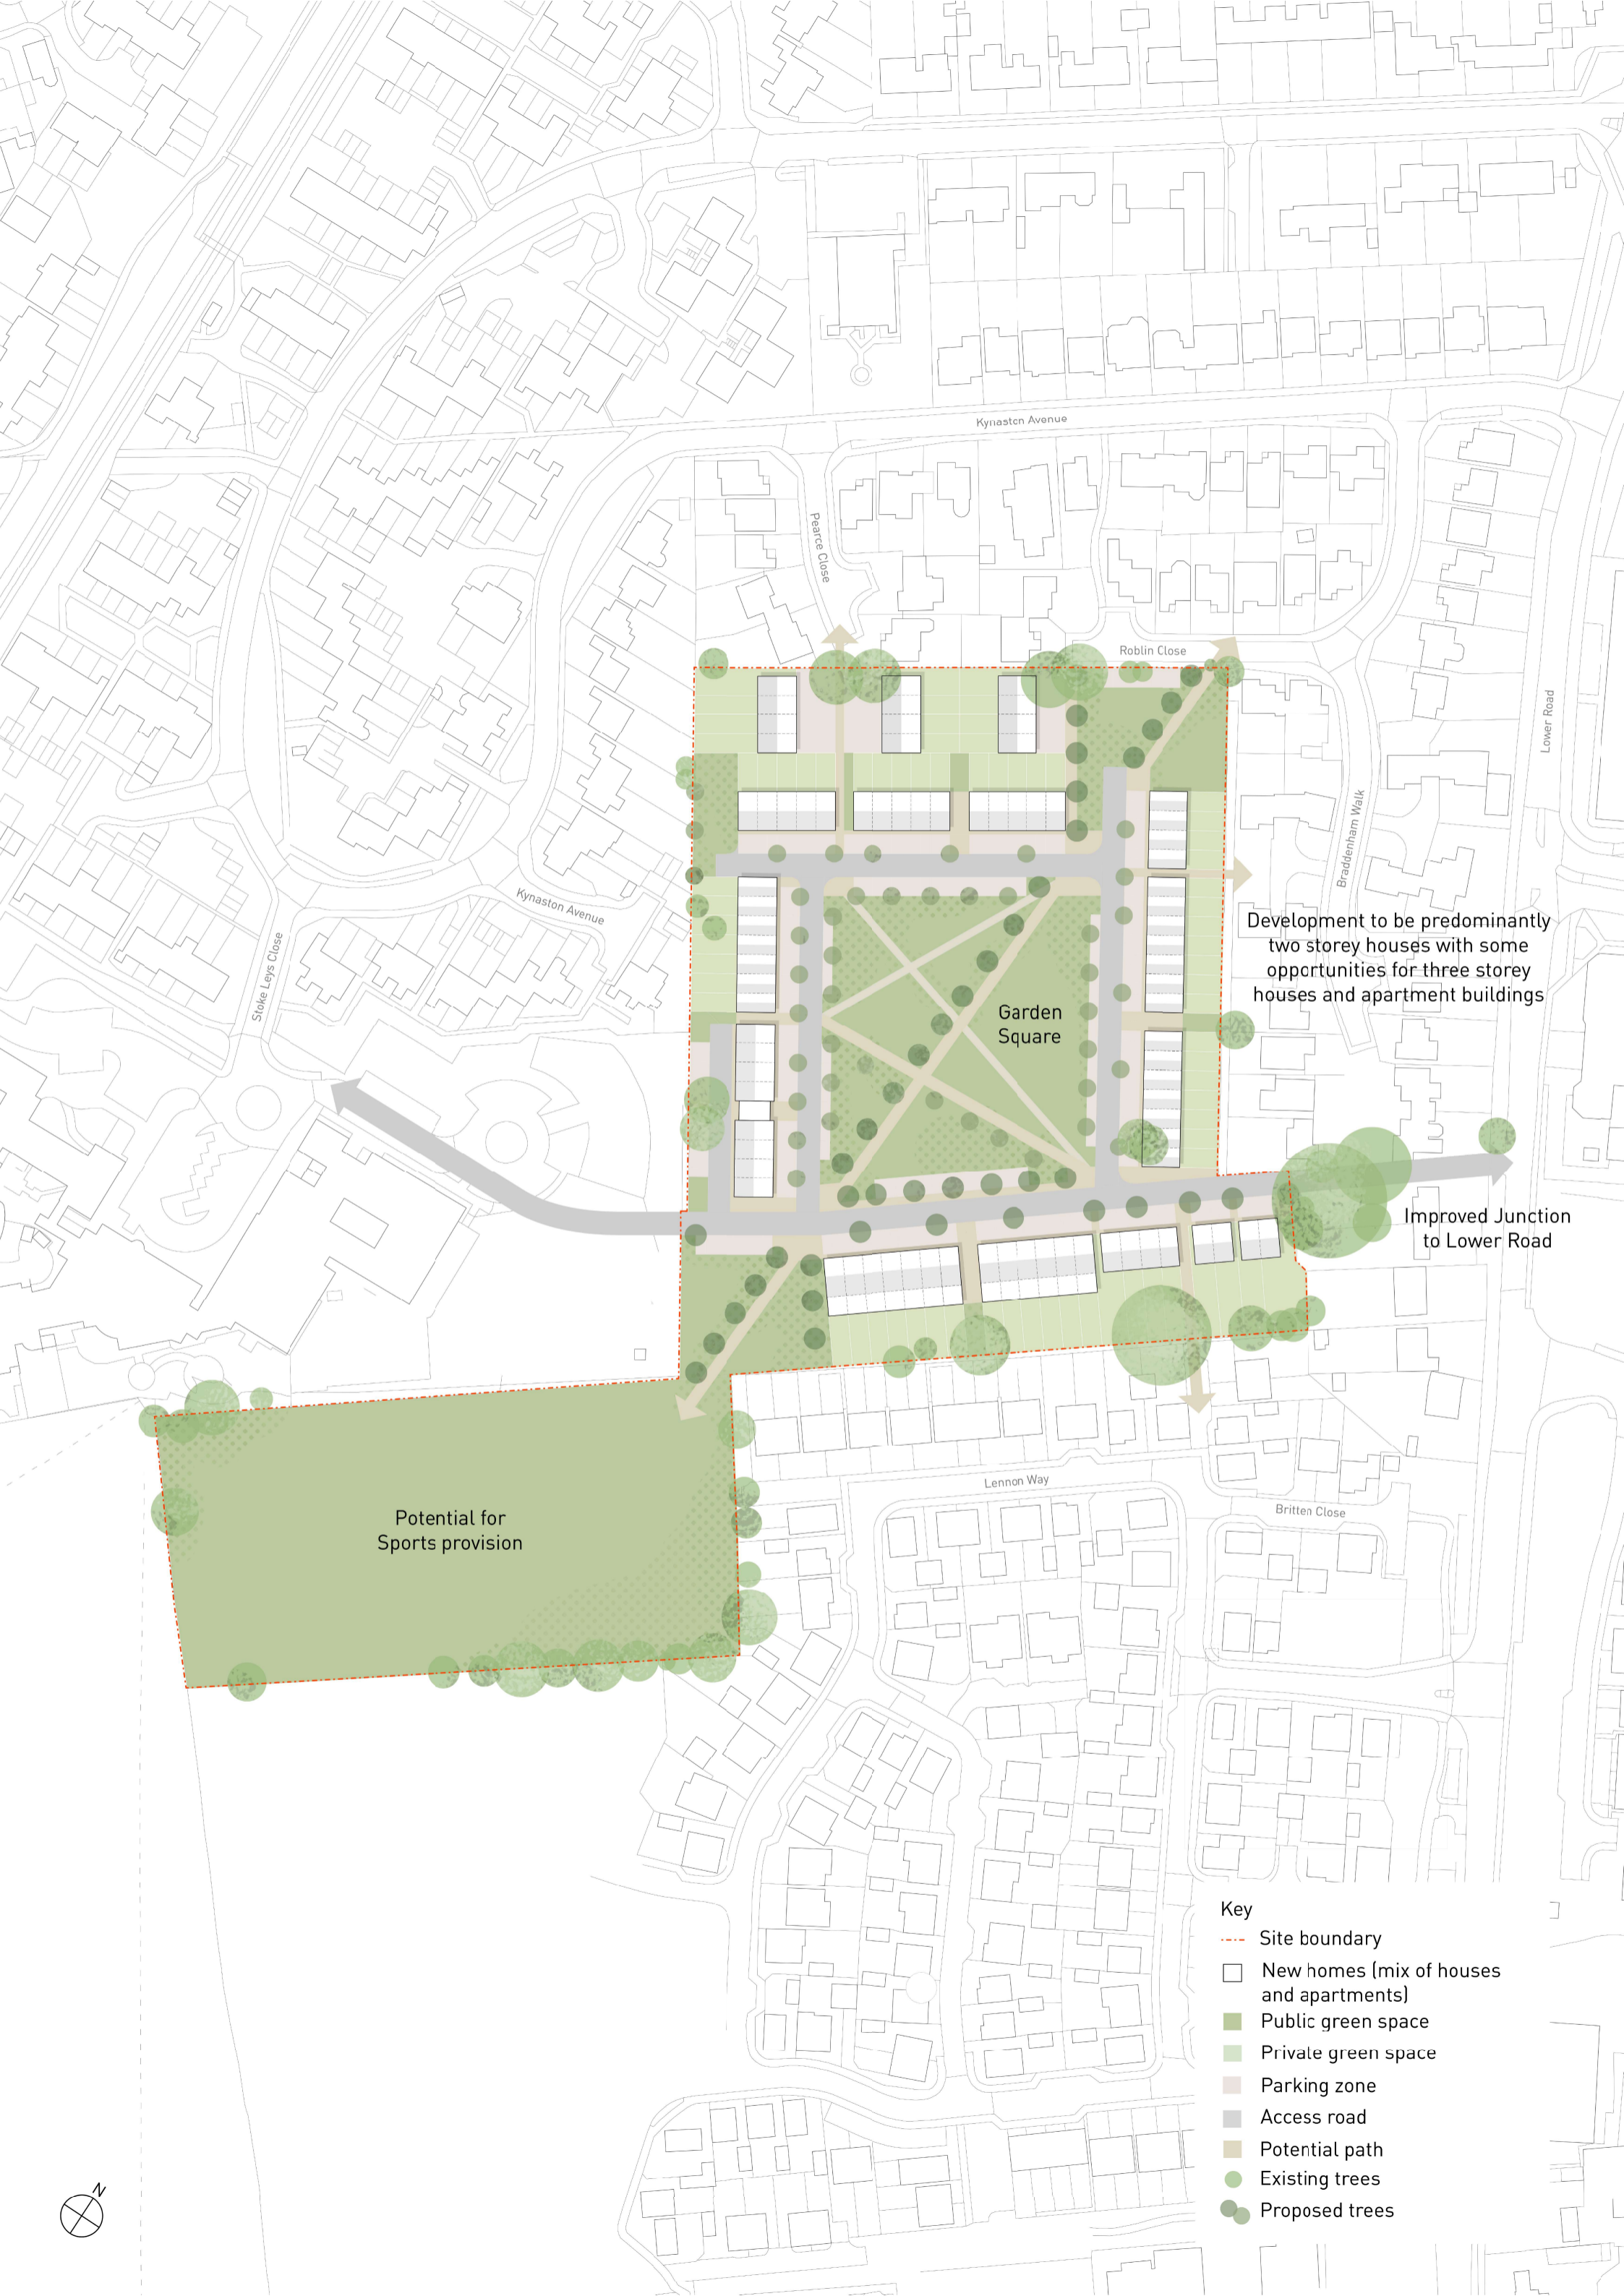 Kynaston Avenue
Pearce Close
Roblin Close
Lower Road
Braddenham Walk
Kynaston Avenue
Stoke Leys Close
Development to be predominantly
two storey houses with some
opportunities for three storey
houses and apartment buildings
Garden
Square
Improved Junction
to Lower Road
Lennon Way
Britten Close
Potential for
Sports provision
Key
Site boundary
New homes (mix of houses
and apartments)
Public green space
Private green space
Parking zone
Access road
Potential path
Existing trees
Proposed trees
N